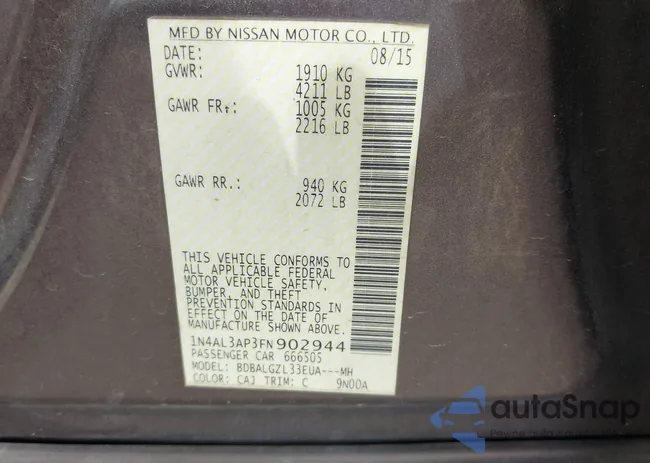 MFD BY NISSAN MOTOR CO., LTD.
DATE: 08/15
GVWR: 1910 KG
4211 LB
GAWR FR.: 1005 KG
2216 LB
GAWR RR.: 940 KG
2072 LB
THIS VEHICLE CONFORMS TO
ALL APPLICABLE FEDERAL
MOTOR VEHICLE SAFETY,
BUMPER, AND THEFT
PREVENTION STANDARDS IN
EFFECT ON THE DATE OF
MANUFACTURE SHOWN ABOVE.
1N4AL3AP3FN902944
PASSENGER CAR 666505
MODEL: BDBALGZL33EUA---MH
COLOR: CAJ TRIM: C 9N00A
autaSnap
Pewne auta